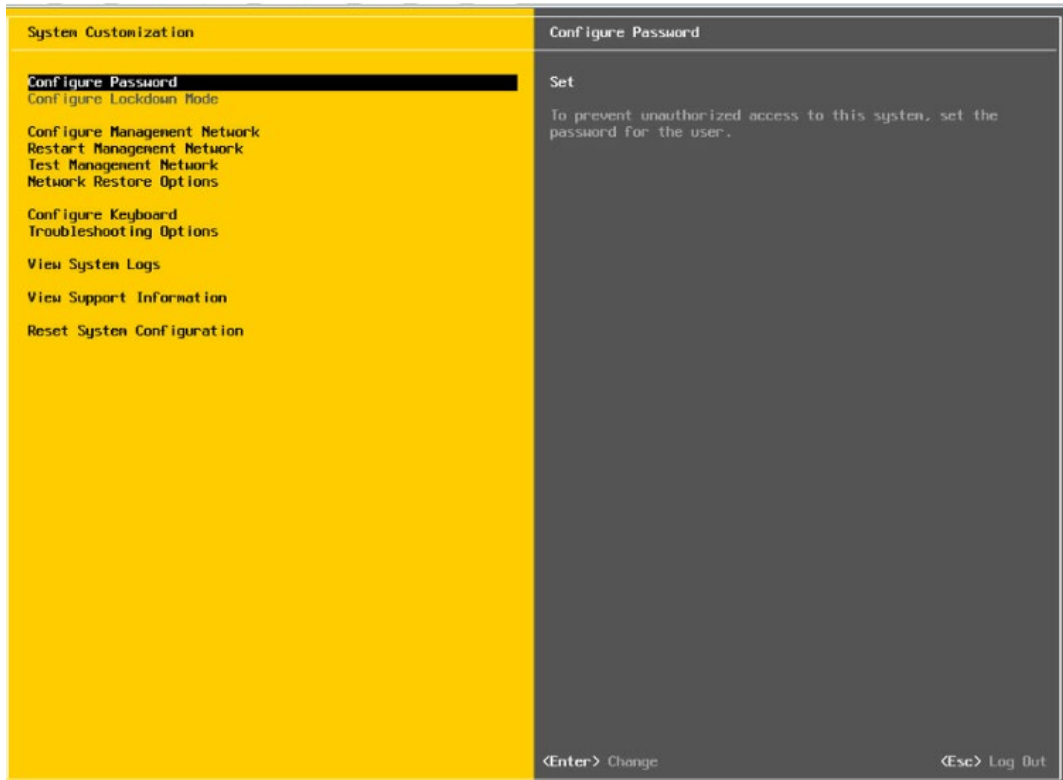 System Customization
Configure Password
Configure Lockdown Mode
Configure Management Network
Restart Management Network
Test Management Network
Network Restore Options
Configure Keyboard
Troubleshooting Options
View System Logs
View Support Information
Reset System Configuration
Configure Password
Set
To prevent unauthorized access to this system, set the
password for the user.
<Enter> Change
<Esc> Log Out